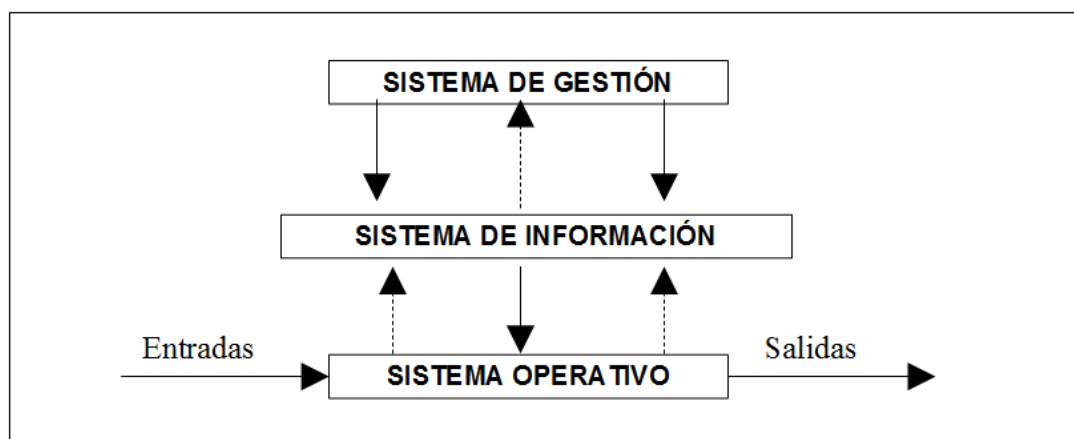 SISTEMA DE GESTIÓN
SISTEMA DE INFORMACIÓN
Entradas
Salidas
SISTEMA OPERATIVO